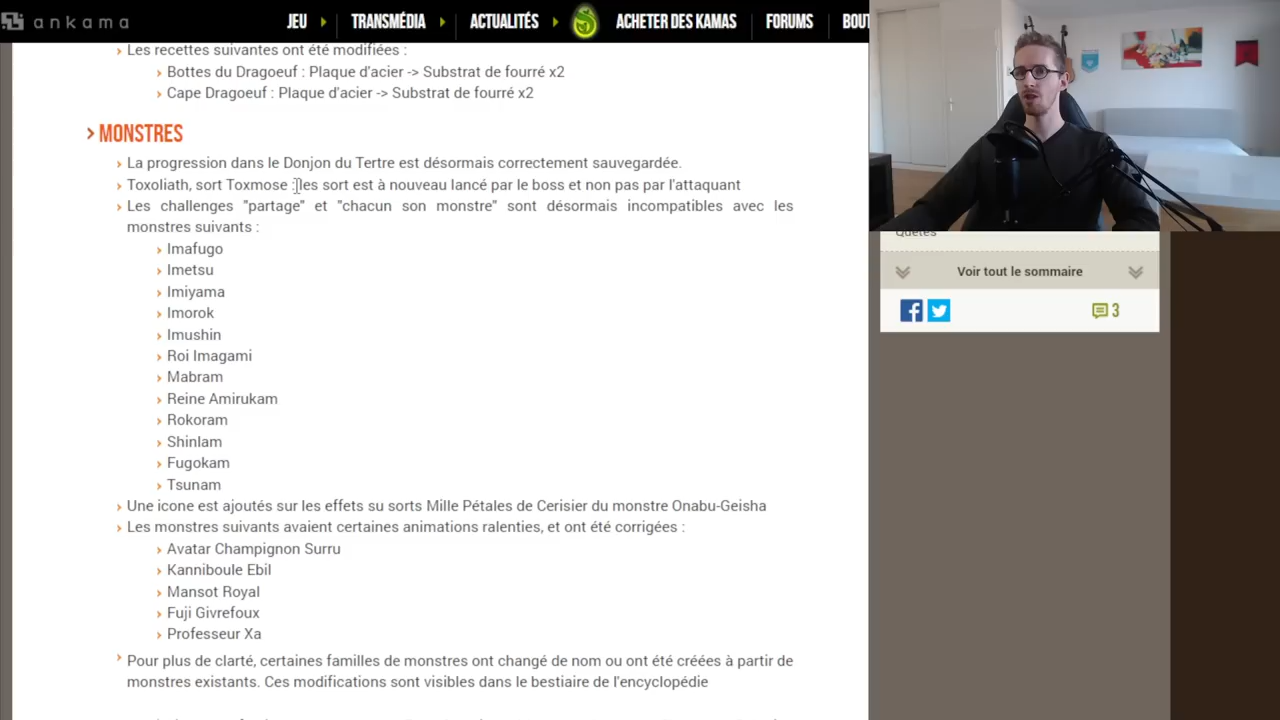 ankama
JEU
TRANSMÉDIA
ACTUALITÉS
ACHETER DES KAMAS
FORUMS
BOUT
Les recettes suivantes ont été modifiées :
Bottes du Dragoeuf : Plaque d'acier -> Substrat de fourré x2
Cape Dragoeuf : Plaque d'acier -> Substrat de fourré x2
MONSTRES
La progression dans le Donjon du Tertre est désormais correctement sauvegardée.
Toxoliath, sort Toxmose : les sort est à nouveau lancé par le boss et non pas par l'attaquant
Les challenges "partage" et "chacun son monstre" sont désormais incompatibles avec les
monstres suivants :
Imafugo
Imetsu
Imiyama
Imorok
Imushin
Roi Imagami
Mabram
Reine Amirukam
Rokoram
Shinlam
Fugokam
Tsunam
Une icone est ajoutés sur les effets su sorts Mille Pétales de Cerisier du monstre Onabu-Geisha
Les monstres suivants avaient certaines animations ralenties, et ont été corrigées :
Avatar Champignon Surru
Kanniboule Ebil
Mansot Royal
Fuji Givrefoux
Professeur Xa
Pour plus de clarté, certaines familles de monstres ont changé de nom ou ont été créées à partir de
monstres existants. Ces modifications sont visibles dans le bestiaire de l'encyclopédie
Quêtes
Voir tout le sommaire
3